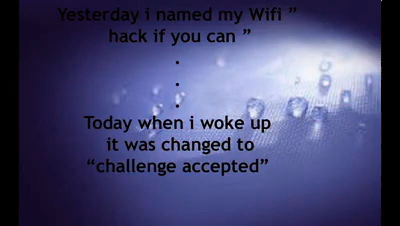 Yesterday i named my Wifi ”
hack if you can ”
.
.
.
Today when i woke up
it was changed to
“challenge accepted”